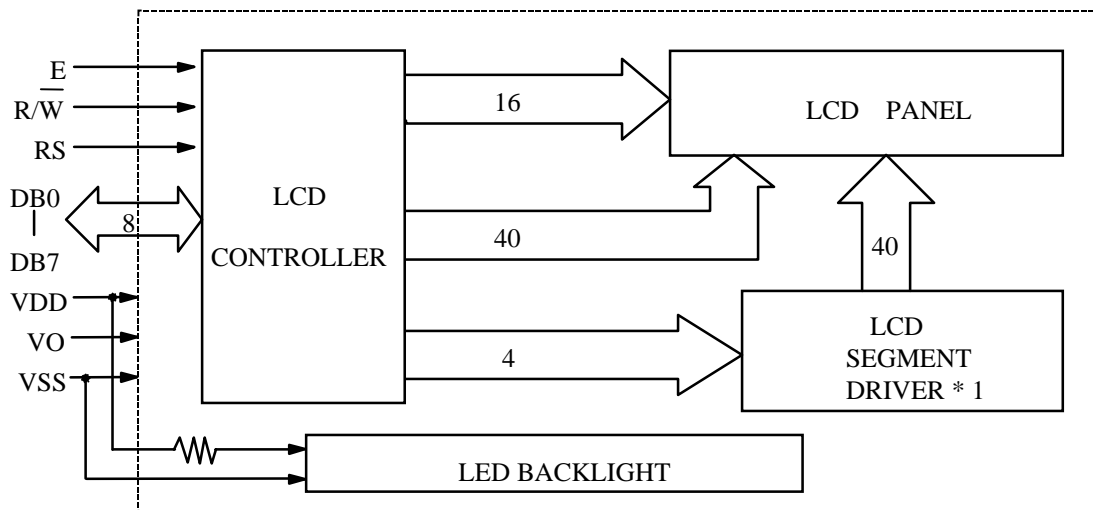 E
R/W
RS
DB0
DB7
8
VDD
VO
VSS
LCD
CONTROLLER
16
40
4
LCD PANEL
40
LCD
SEGMENT
DRIVER * 1
LED BACKLIGHT